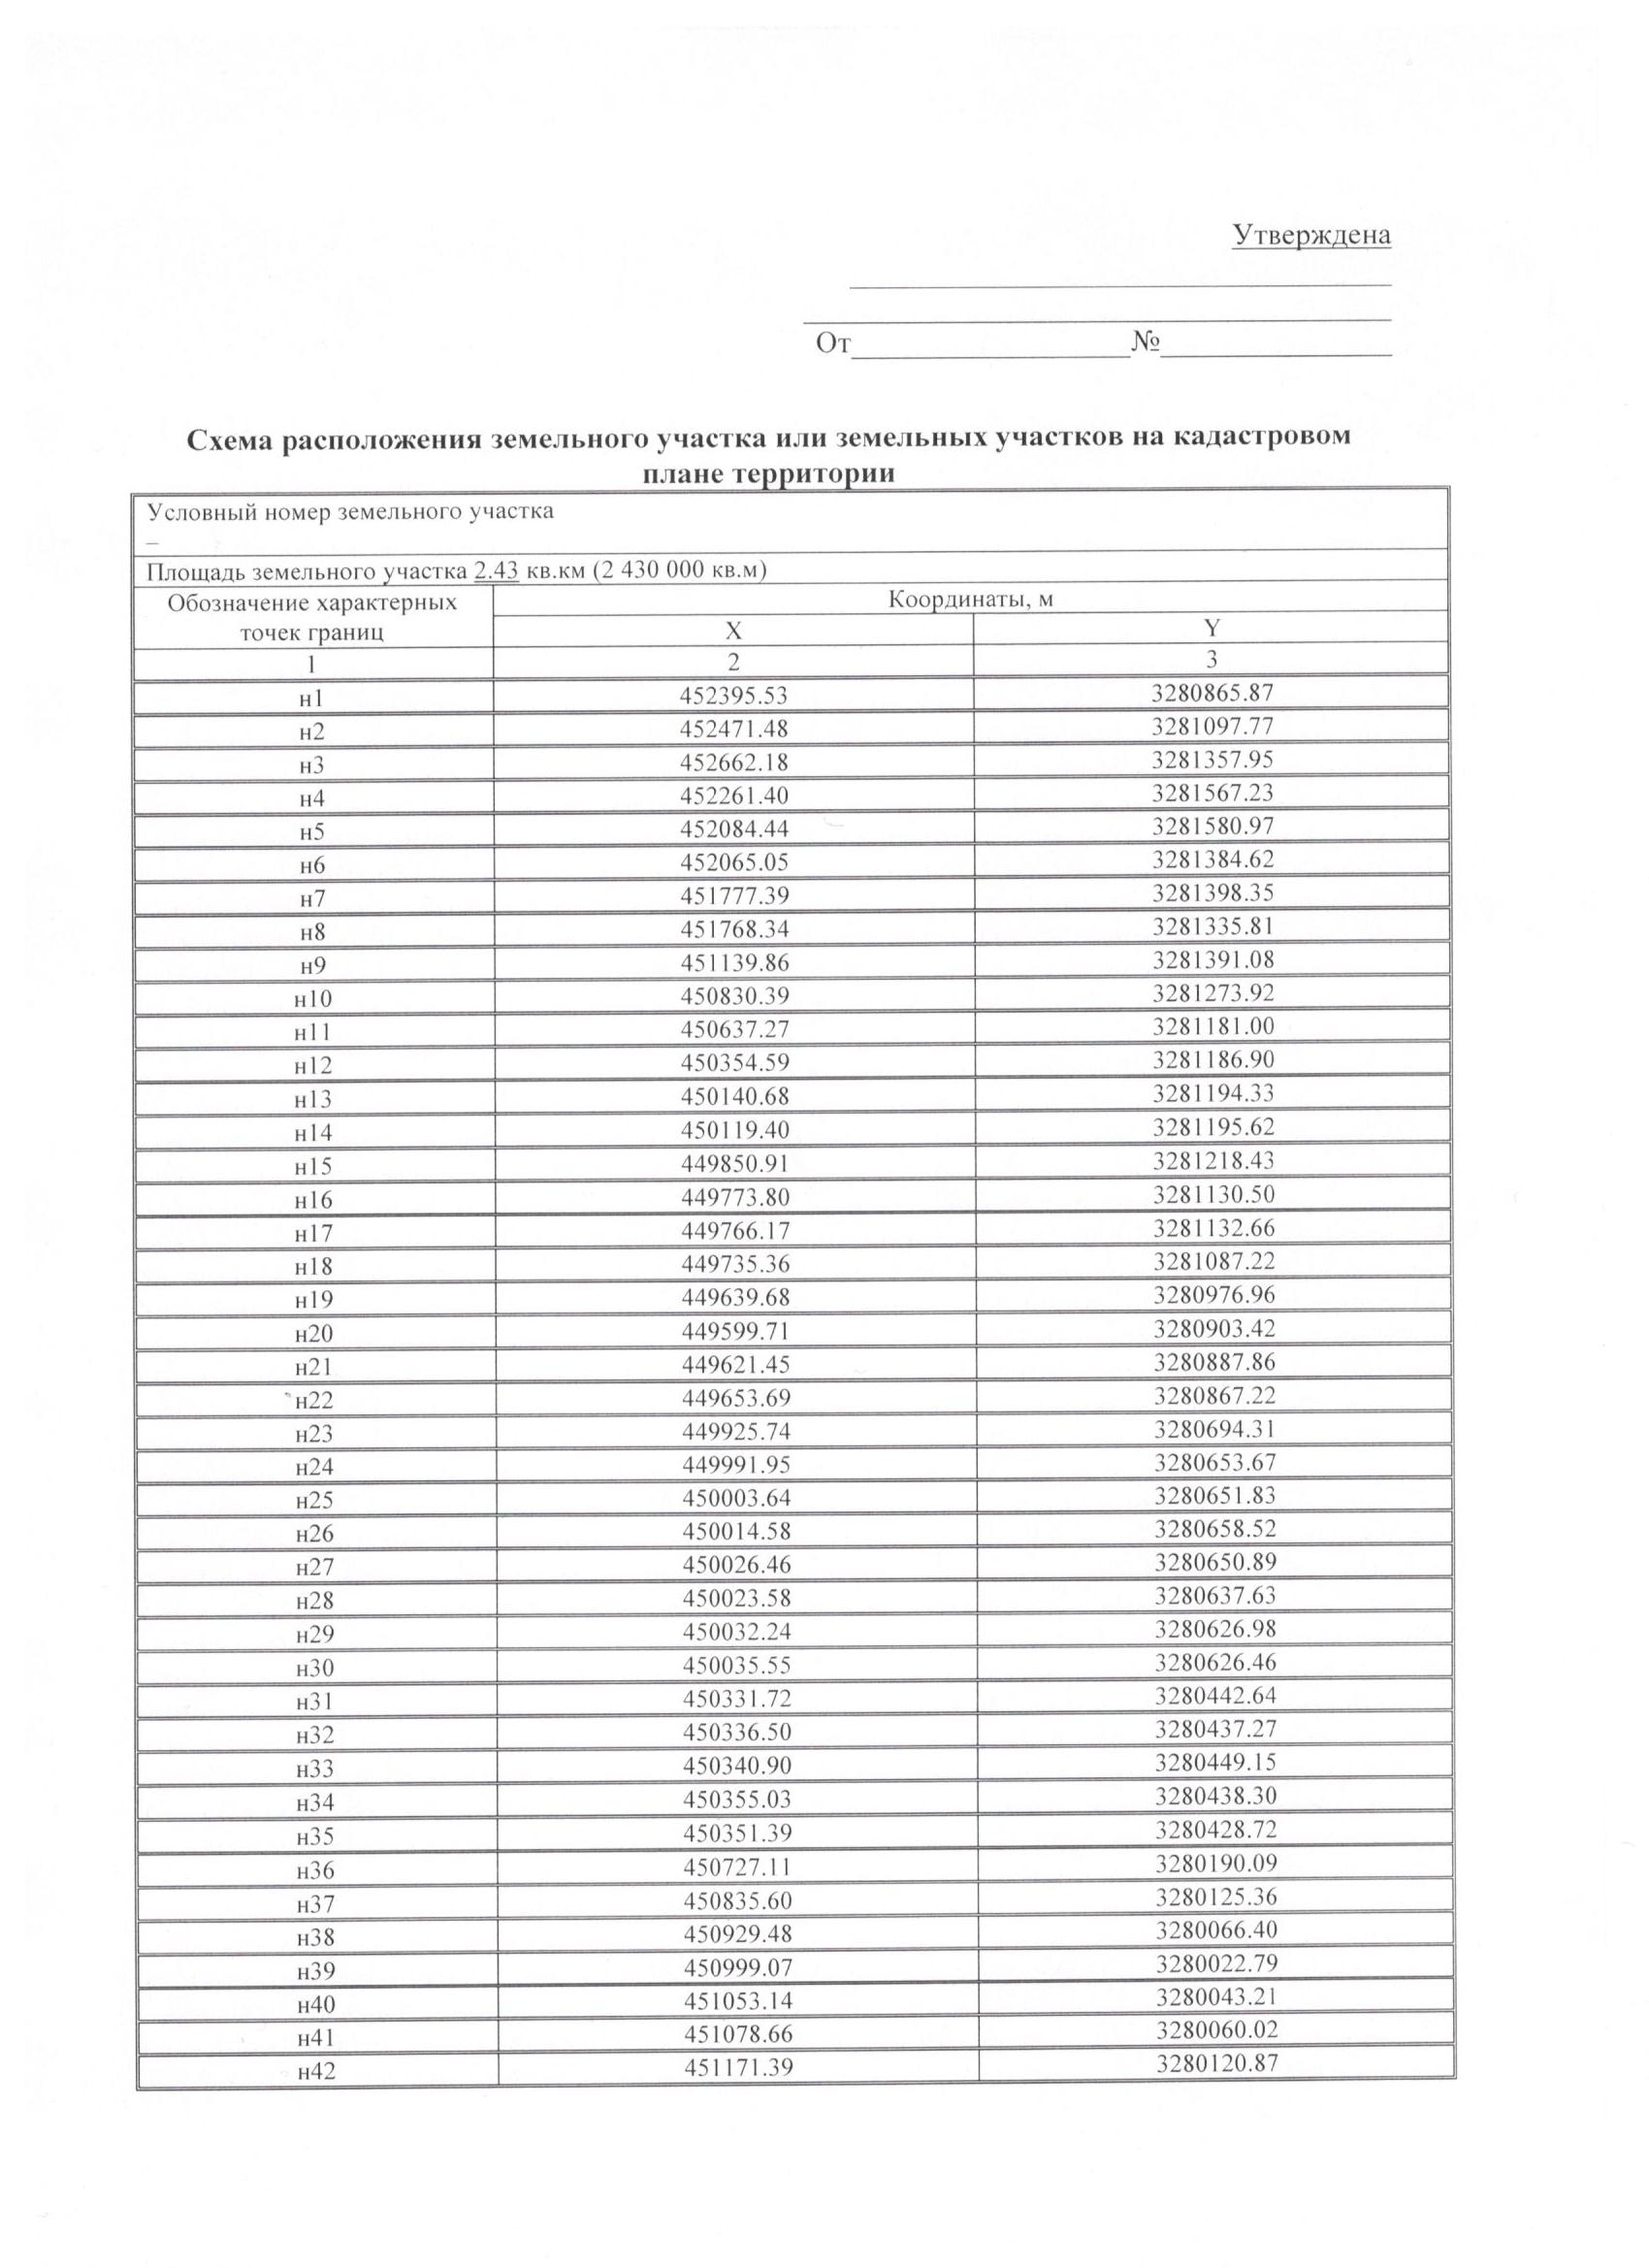 Утверждена
От №
Схема расположения земельного участка или земельных участков на кадастровом
плане территории
Условный номер земельного участка
–
Площадь земельного участка 2.43 кв.км (2 430 000 кв.м)
Обозначение характерных точек границ
Координаты, м
X Y
1 2 3
н1 452395.53 3280865.87
н2 452471.48 3281097.77
н3 452662.18 3281357.95
н4 452261.40 3281567.23
н5 452084.44 3281580.97
н6 452065.05 3281384.62
н7 451777.39 3281398.35
н8 451768.34 3281335.81
н9 451139.86 3281391.08
н10 450830.39 3281273.92
н11 450637.27 3281181.00
н12 450354.59 3281186.90
н13 450140.68 3281194.33
н14 450119.40 3281195.62
н15 449850.91 3281218.43
н16 449773.80 3281130.50
н17 449766.17 3281132.66
н18 449735.36 3281087.22
н19 449639.68 3280976.96
н20 449599.71 3280903.42
н21 449621.45 3280887.86
н22 449653.69 3280867.22
н23 449925.74 3280694.31
н24 449991.95 3280653.67
н25 450003.64 3280651.83
н26 450014.58 3280658.52
н27 450026.46 3280650.89
н28 450023.58 3280637.63
н29 450032.24 3280626.98
н30 450035.55 3280626.46
н31 450331.72 3280442.64
н32 450336.50 3280437.27
н33 450340.90 3280449.15
н34 450355.03 3280438.30
н35 450351.39 3280428.72
н36 450727.11 3280190.09
н37 450835.60 3280125.36
н38 450929.48 3280066.40
н39 450999.07 3280022.79
н40 451053.14 3280043.21
н41 451078.66 3280060.02
н42 451171.39 3280120.87